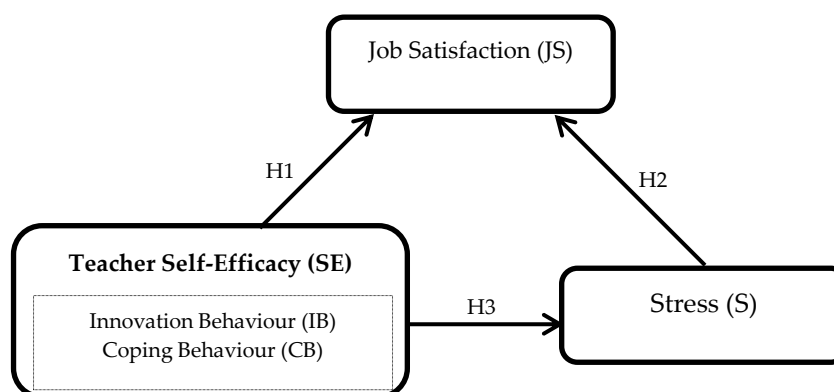 Job Satisfaction (JS)
H1
H2
Teacher Self-Efficacy (SE)
Innovation Behaviour (IB)
Coping Behaviour (CB)
H3
Stress (S)